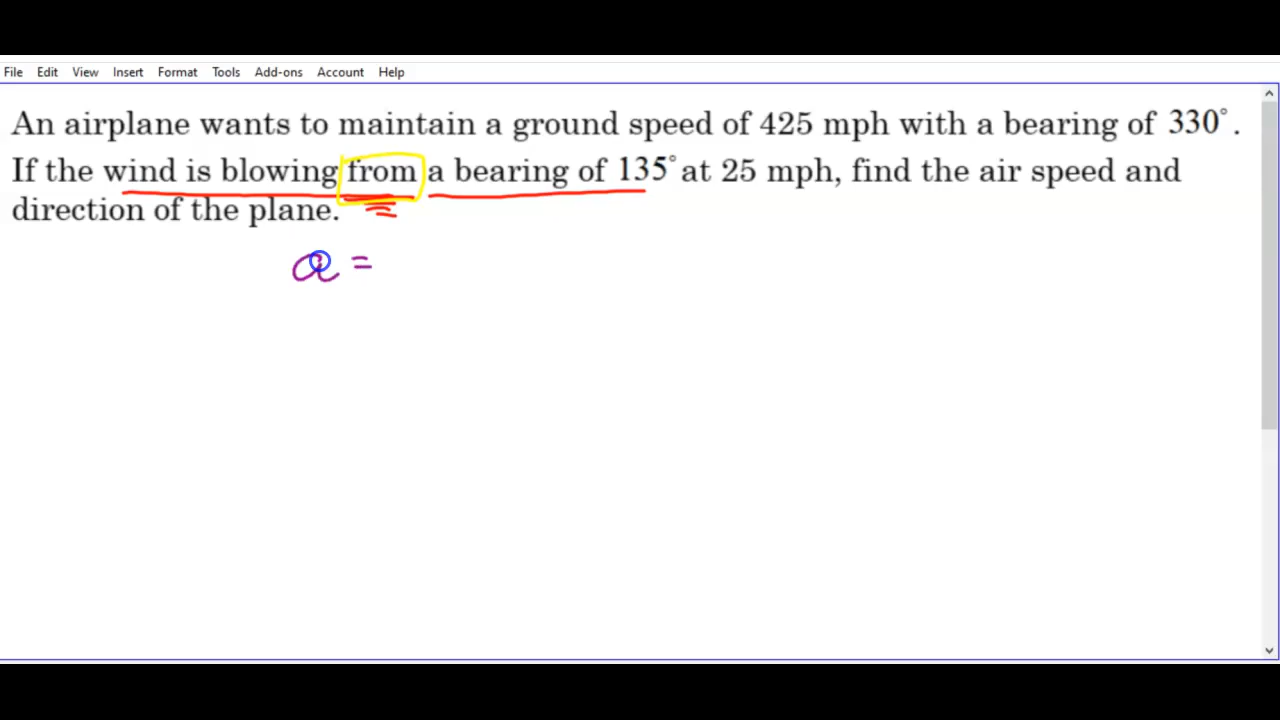 File Edit View Insert Format Tools Add-ons Account Help
An airplane wants to maintain a ground speed of 425 mph with a bearing of 330°.
If the wind is blowing from a bearing of 135° at 25 mph, find the air speed and
direction of the plane.
a =